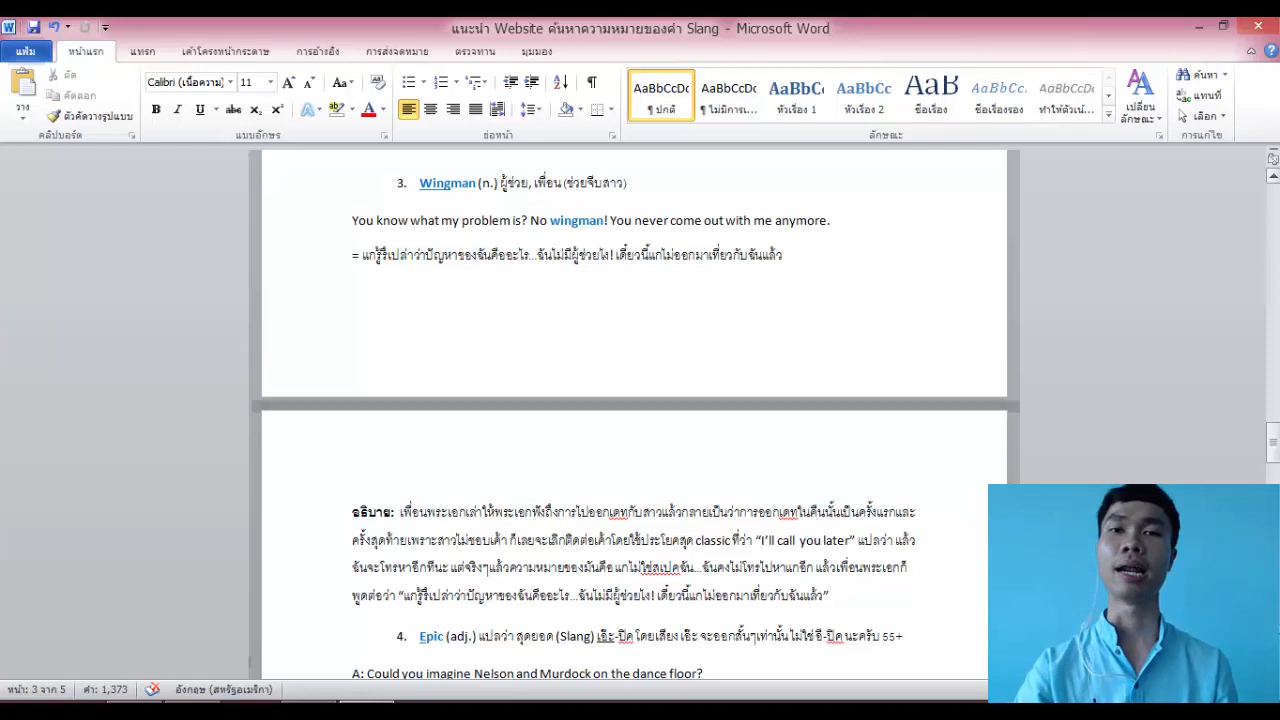 แนะนำ Website ค้นหาความหมายของคำ Slang - Microsoft Word
แฟ้ม หน้าแรก แทรก เค้าโครงหน้ากระดาษ การอ้างอิง การส่งจดหมาย ตรวจทาน มุมมอง
วาง
ตัด
คัดลอก
ตัวคัดวางรูปแบบ
คลิปบอร์ด
Calibri (เนื้อความ) 11
แบบอักษร
ย่อหน้า
AaBbCcDc AaBbCcDc AaBbCc AaBbCc AaB AaBbCc. AaBbCcDc
¶ ปกติ ¶ ไม่มีการเ... หัวเรื่อง 1 หัวเรื่อง 2 ชื่อเรื่อง ชื่อเรื่องรอง ทำให้ตัวเน้...
ลักษณะ
เปลี่ยน
ลักษณะ
ค้นหา
แทนที่
เลือก
การแก้ไข
3. Wingman (n.) ผู้ช่วย, เพื่อน (ช่วยจีบสาว)
You know what my problem is? No wingman! You never come out with me anymore.
= แกรู้รึเปล่าว่าปัญหาของฉันคืออะไร...ฉันไม่มีผู้ช่วยไง! เดี๋ยวนี้แกไม่ออกมาเที่ยวกับฉันแล้ว
อธิบาย: เพื่อนพระเอกเล่าให้พระเอกฟังถึงการไปออกเดทกับสาวแล้วกลายเป็นว่าการออกเดทในคืนนั้นเป็นครั้งแรกและ
ครั้งสุดท้ายเพราะสาวไม่ชอบเค้า ก็เลยจะเลิกติดต่อเค้าโดยใช้ประโยคสุด classic ที่ว่า “I’ll call you later” แปลว่า แล้ว
ฉันจะโทรหาอีกทีนะ แต่จริงๆแล้วความหมายของมันคือ แกไม่ใช่สเปคฉัน...ฉันคงไม่โทรไปหาแกอีก แล้วเพื่อนพระเอกก็
พูดต่อว่า “แกรู้รึเปล่าว่าปัญหาของฉันคืออะไร...ฉันไม่มีผู้ช่วยไง! เดี๋ยวนี้แกไม่ออกมาเที่ยวกับฉันแล้ว”
4. Epic (adj.) แปลว่า สุดยอด (Slang) เอ๊ะ-ปิค โดยเสียง เอ๊ะ จะออกสั้นๆเท่านั้น ไม่ใช่ อี-ปิค นะครับ 55+
A: Could you imagine Nelson and Murdock on the dance floor?
หน้า: 3 จาก 5 คำ: 1,373 อังกฤษ (สหรัฐอเมริกา)